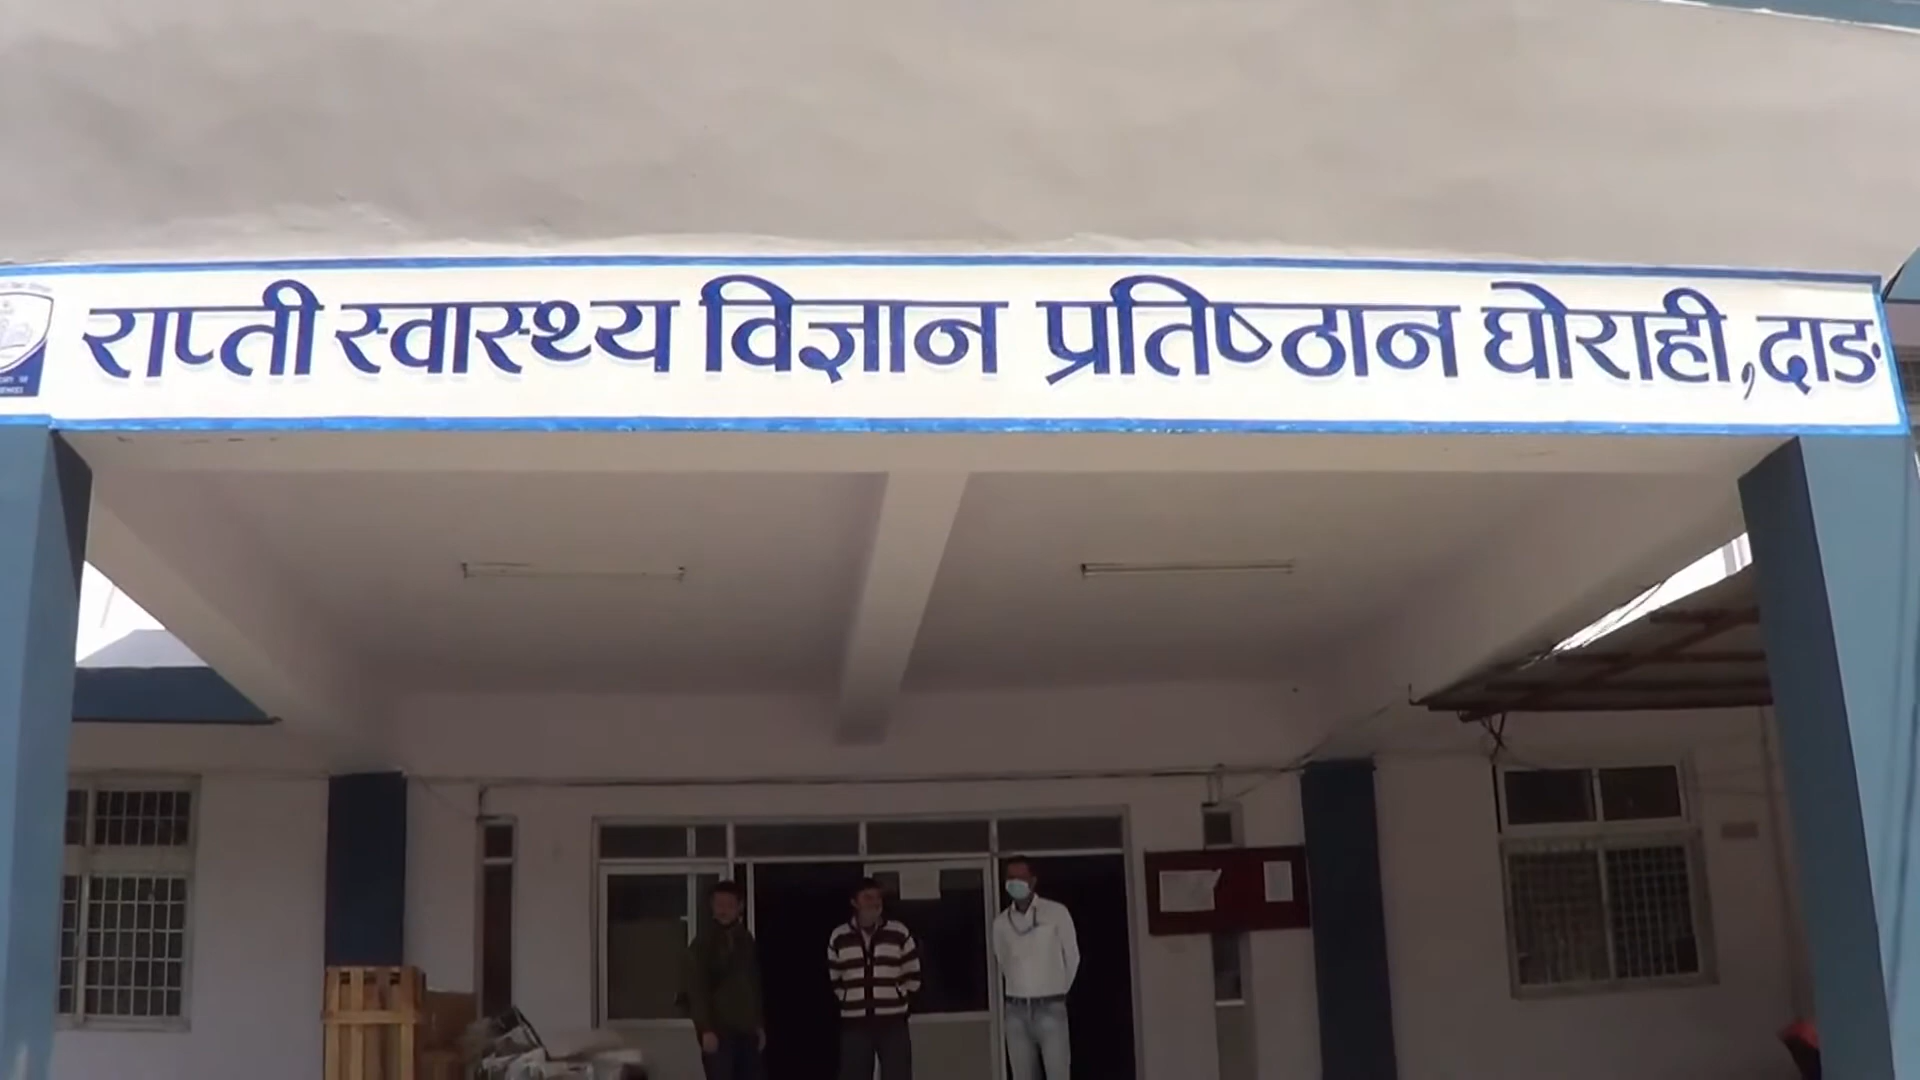 राप्ती स्वास्थ्य विज्ञान प्रतिष्ठान घोराही, दाङ